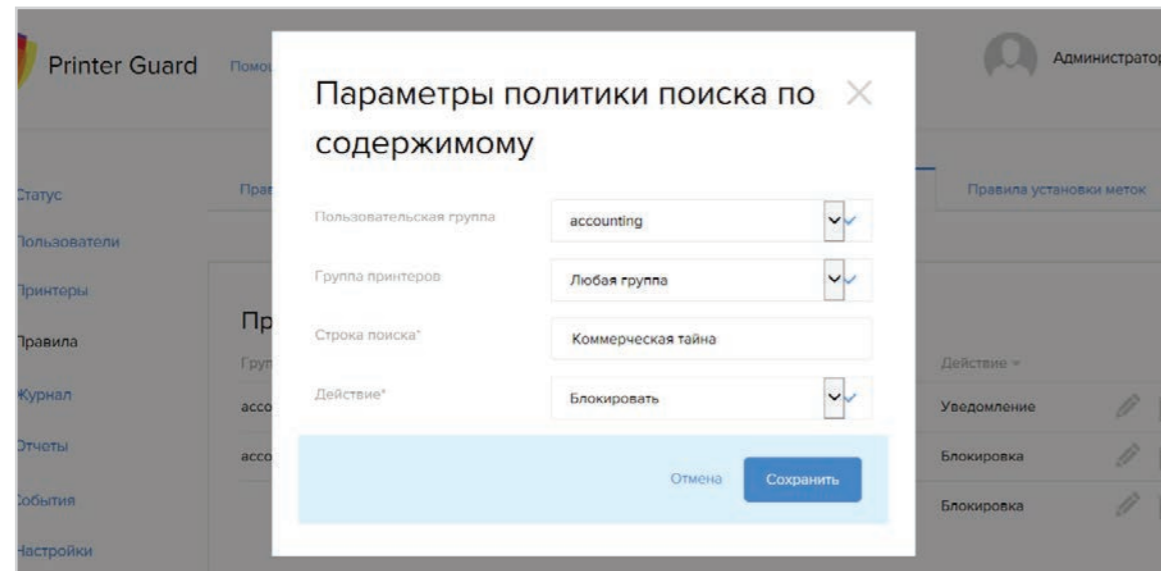 Printer Guard
Администратор
Параметры политики поиска по
содержимому
Статус
Правила установки меток
Пользовательская группа
accounting
Пользователи
Группа принтеров
Любая группа
Принтеры
Строка поиска*
Коммерческая тайна
Правила
Действие
Журнал
Действие*
Блокировать
Уведомление
Отчеты
Блокировка
Отмена
Сохранить
События
Блокировка
Настройки